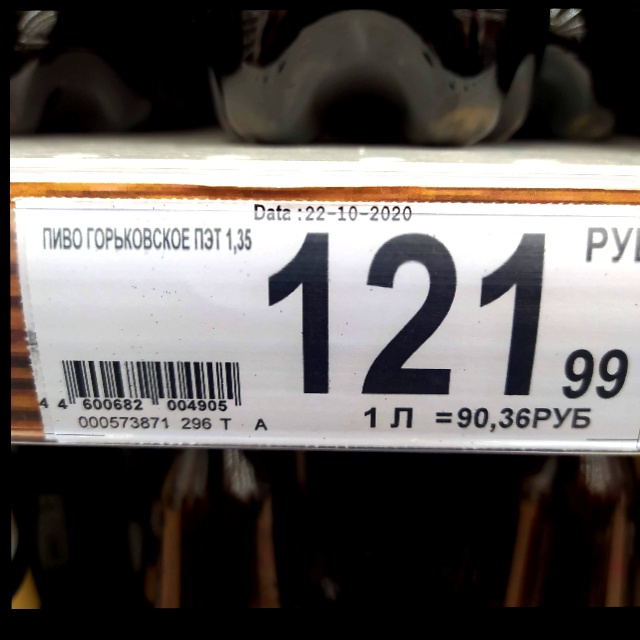 Data :22-10-2020
ПИВО ГОРЬКОВСКОЕ ПЭТ 1,35
121 99
4 600682 004905
000573871 296 Т А
1 Л =90,36РУБ